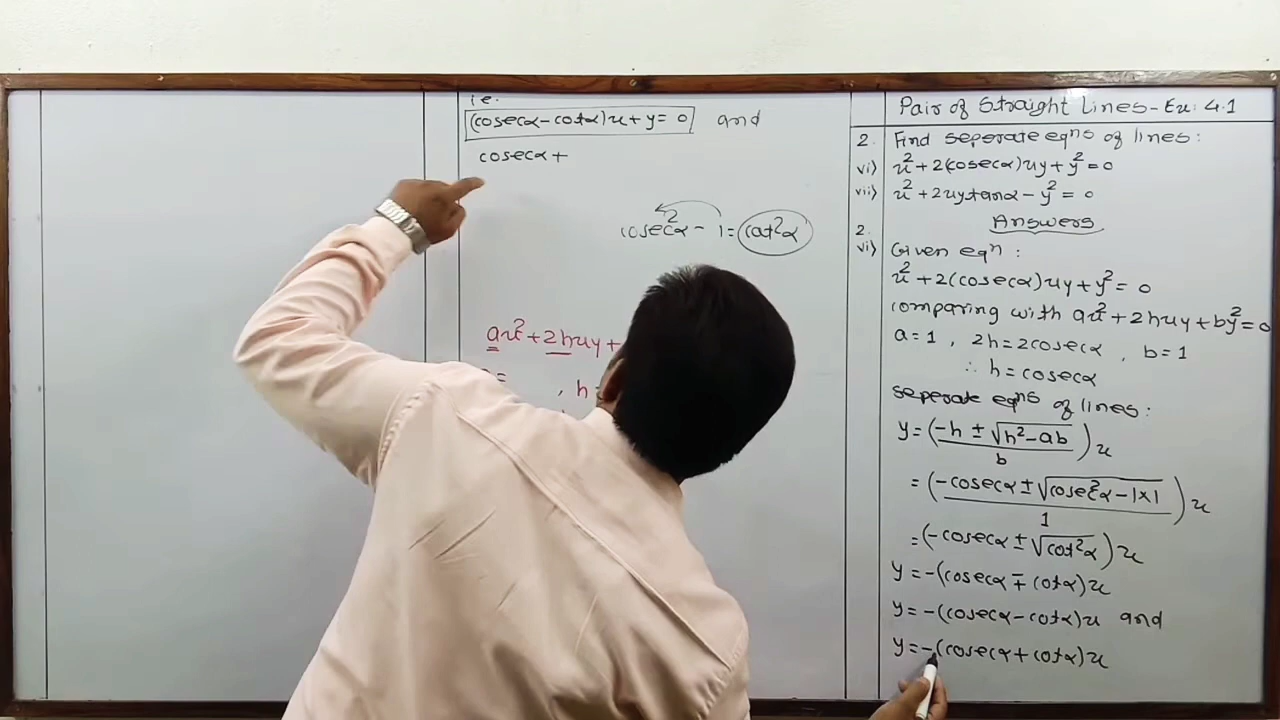 i.e.
(cosecα-cotα)x+y=0 and
cosecα+
cosec²α-1=cot²α
ax²+2hxy+
, h
Pair of Straight Lines-Ex: 4.1
2. Find seperate eqns of lines:
vi) x²+2(cosecα)xy+y²=0
vii) x²+2xytanα-y²=0
Answers
2.
vi) Given eqn:
x²+2(cosecα)xy+y²=0
comparing with ax²+2hxy+by²=0
a=1, 2h=2cosecα, b=1
∴ h=cosecα
seperate eqns of lines:
y=(-h±√h²-ab/b)x
=(-cosecα±√cosec²α-1×1/1)x
=(-cosecα±√cot²α)x
y=-(cosecα∓cotα)x
y=-(cosecα-cotα)x and
y=-(cosecα+cotα)x